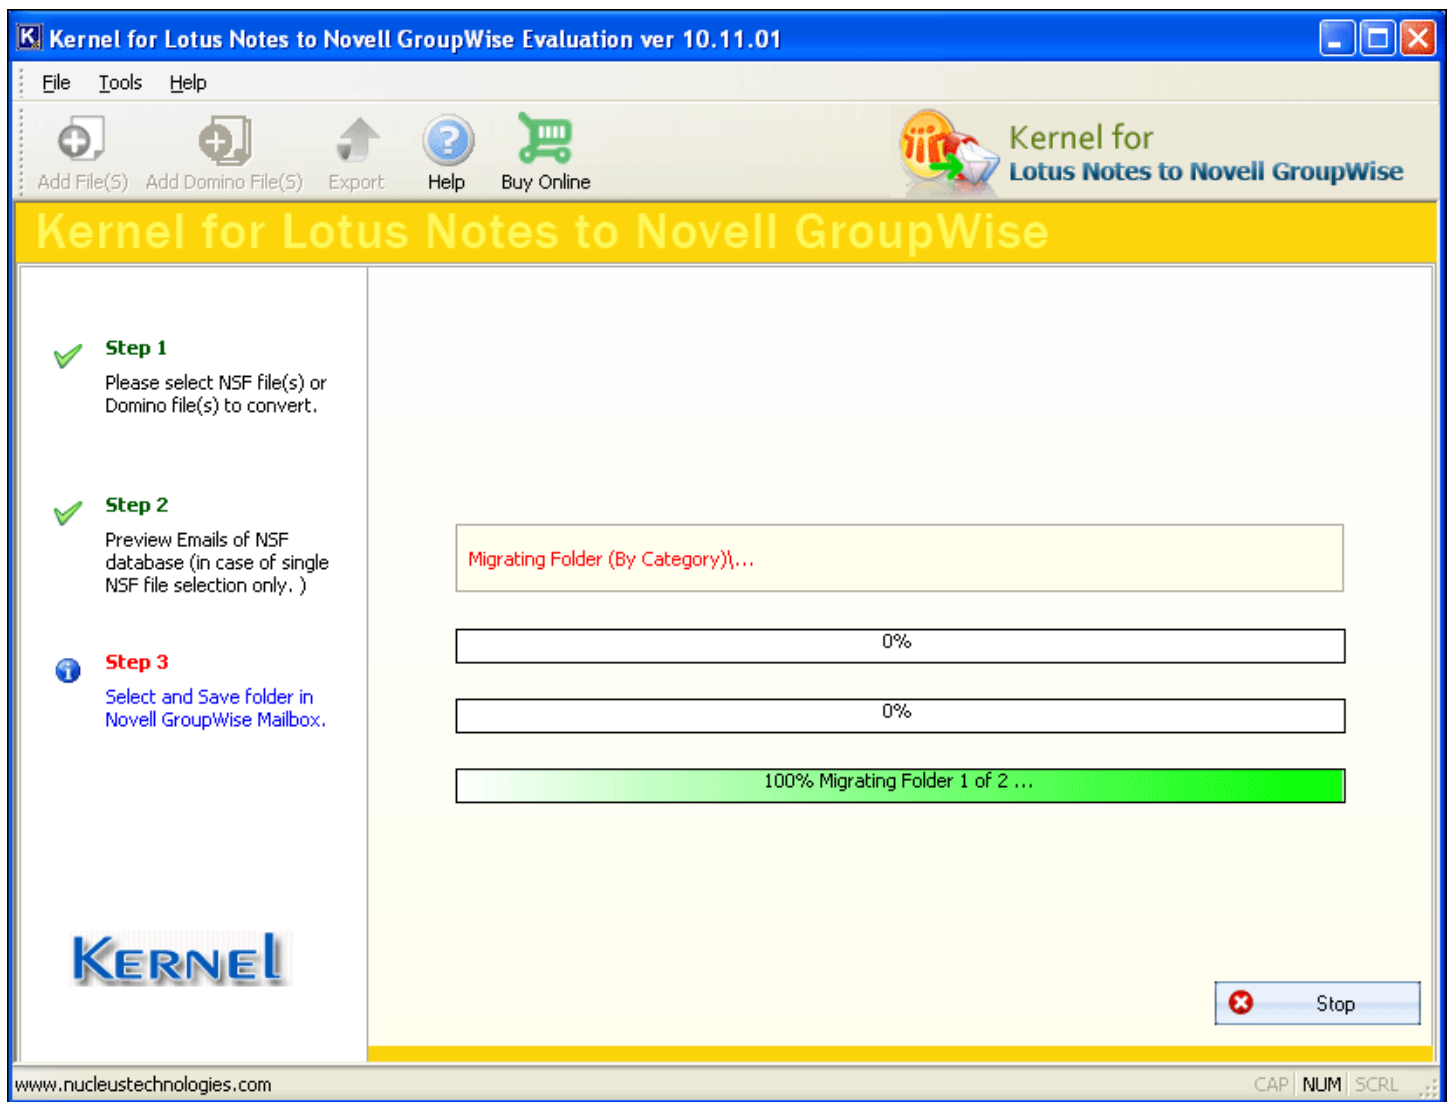 Kernel for Lotus Notes to Novell GroupWise Evaluation ver 10.11.01
File Tools Help
Add File(S) Add Domino File(S) Export Help Buy Online
Kernel for
Lotus Notes to Novell GroupWise
Kernel for Lotus Notes to Novell GroupWise
Step 1
Please select NSF file(s) or
Domino file(s) to convert.
Step 2
Preview Emails of NSF
database (in case of single
NSF file selection only. )
Step 3
Select and Save folder in
Novell GroupWise Mailbox.
Migrating Folder (By Category)\...
0%
0%
100% Migrating Folder 1 of 2 ...
KERNEl
Stop
www.nucleustechnologies.com
CAP NUM SCRL